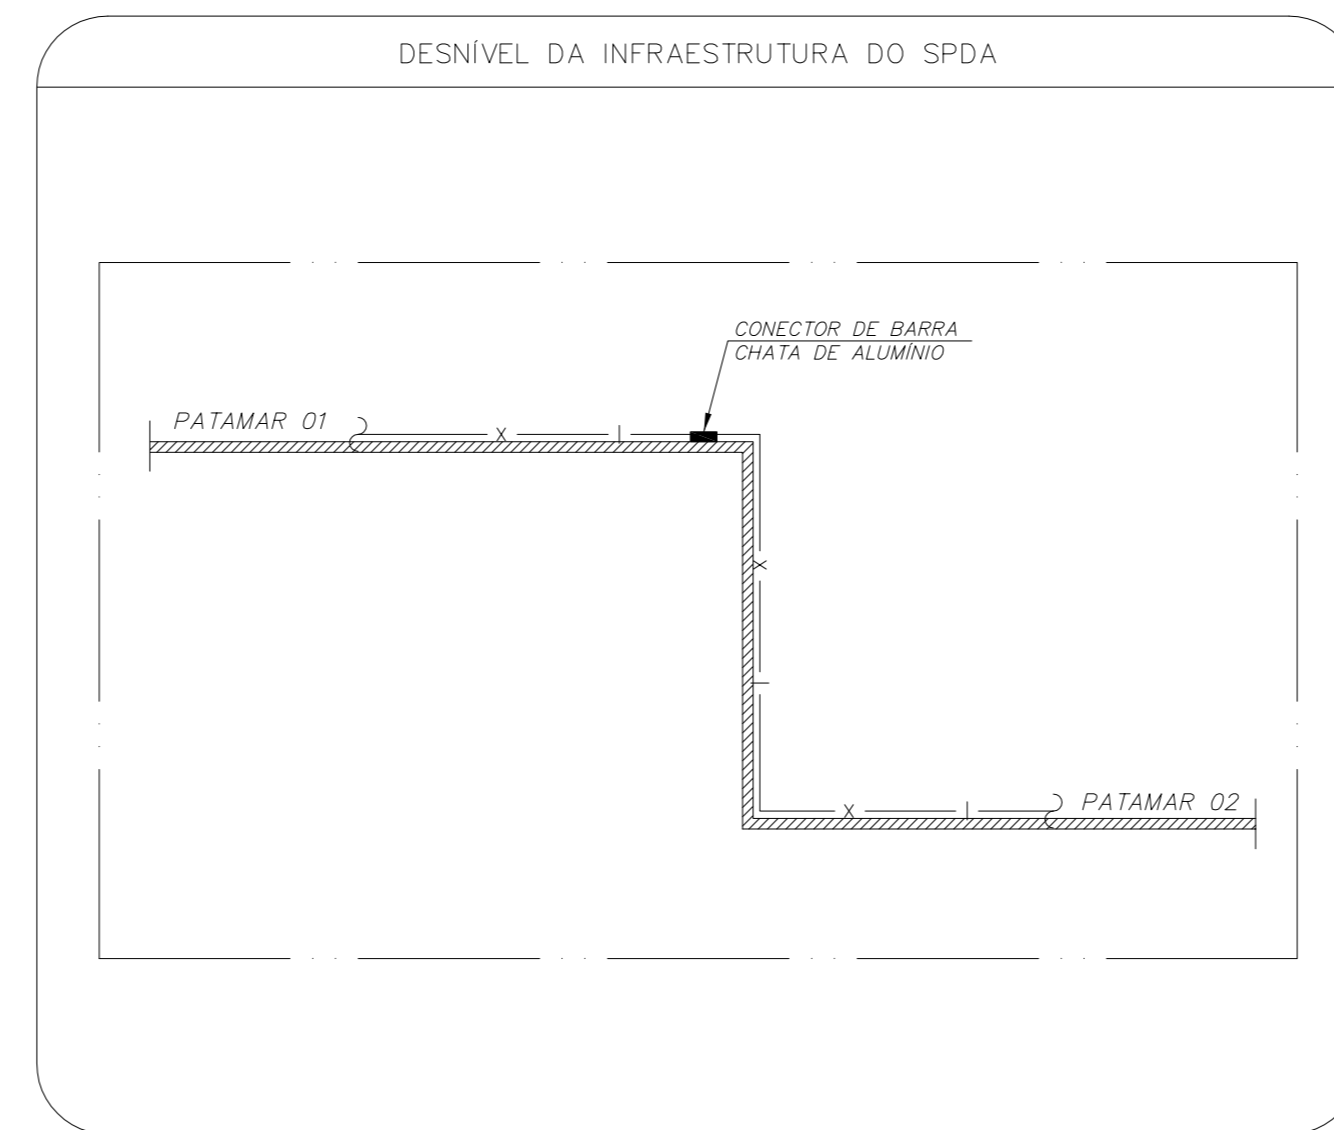 DESNÍVEL DA INFRAESTRUTURA DO SPDA
CONECTOR DE BARRA
CHATA DE ALUMÍNIO
PATAMAR 01
X
X
X
PATAMAR 02